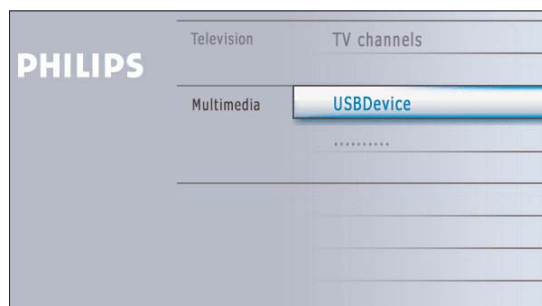 PHILIPS
Television TV channels
Multimedia USBDevice
..........